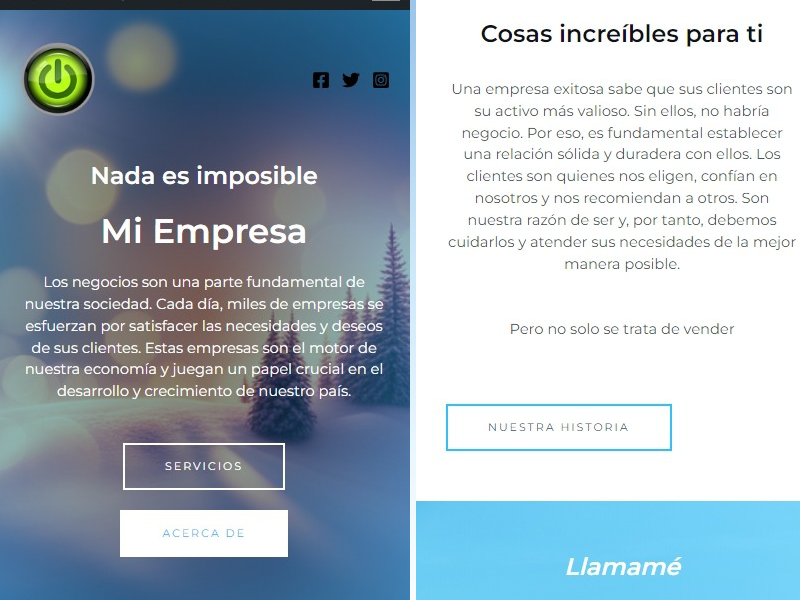 Nada es imposible
Mi Empresa
Los negocios son una parte fundamental de
nuestra sociedad. Cada día, miles de empresas se
esfuerzan por satisfacer las necesidades y deseos
de sus clientes. Estas empresas son el motor de
nuestra economía y juegan un papel crucial en el
desarrollo y crecimiento de nuestro país.
SERVICIOS
ACERCA DE
Cosas increíbles para ti
Una empresa exitosa sabe que sus clientes son
su activo más valioso. Sin ellos, no habría
negocio. Por eso, es fundamental establecer
una relación sólida y duradera con ellos. Los
clientes son quienes nos eligen, confían en
nosotros y nos recomiendan a otros. Son
nuestra razón de ser y, por tanto, debemos
cuidarlos y atender sus necesidades de la mejor
manera posible.
Pero no solo se trata de vender
NUESTRA HISTORIA
Llamamé